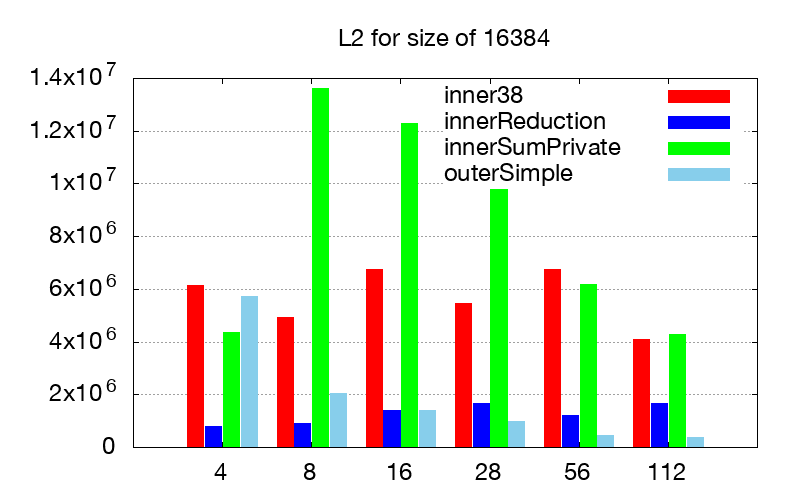 L2 for size of 16384
1.4x10^7
1.2x10^7
1x10^7
8x10^6
6x10^6
4x10^6
2x10^6
0
inner38
innerReduction
innerSumPrivate
outerSimple
4 8 16 28 56 112